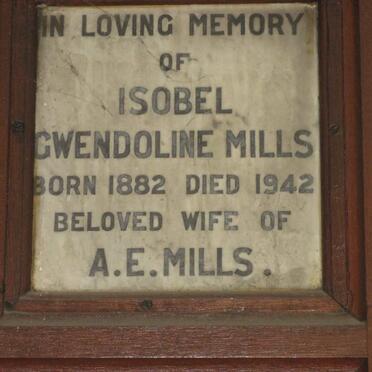 IN LOVING MEMORY
OF
ISOBEL
GWENDOLINE MILLS
BORN 1882 DIED 1942
BELOVED WIFE OF
A.E. MILLS.